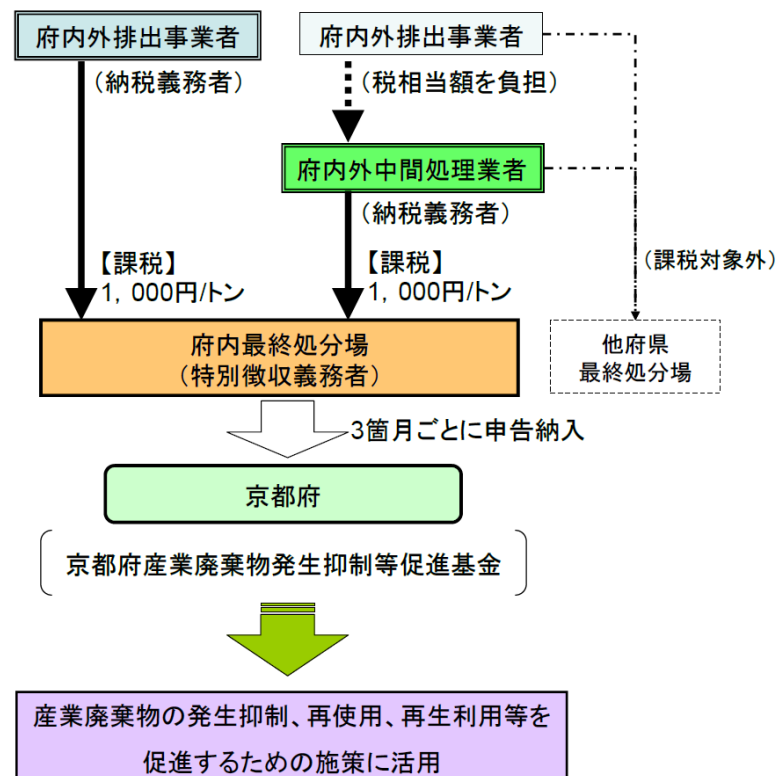 府内外排出事業者
府内外排出事業者
（納税義務者）
（税相当額を負担）
府内外中間処理業者
（納税義務者）
【課税】
1，000円/トン
【課税】
1，000円/トン
（課税対象外）
府内最終処分場
（特別徴収義務者）
他府県
最終処分場
3箇月ごとに申告納入
京都府
京都府産業廃棄物発生抑制等促進基金
産業廃棄物の発生抑制、再使用、再生利用等を
促進するための施策に活用